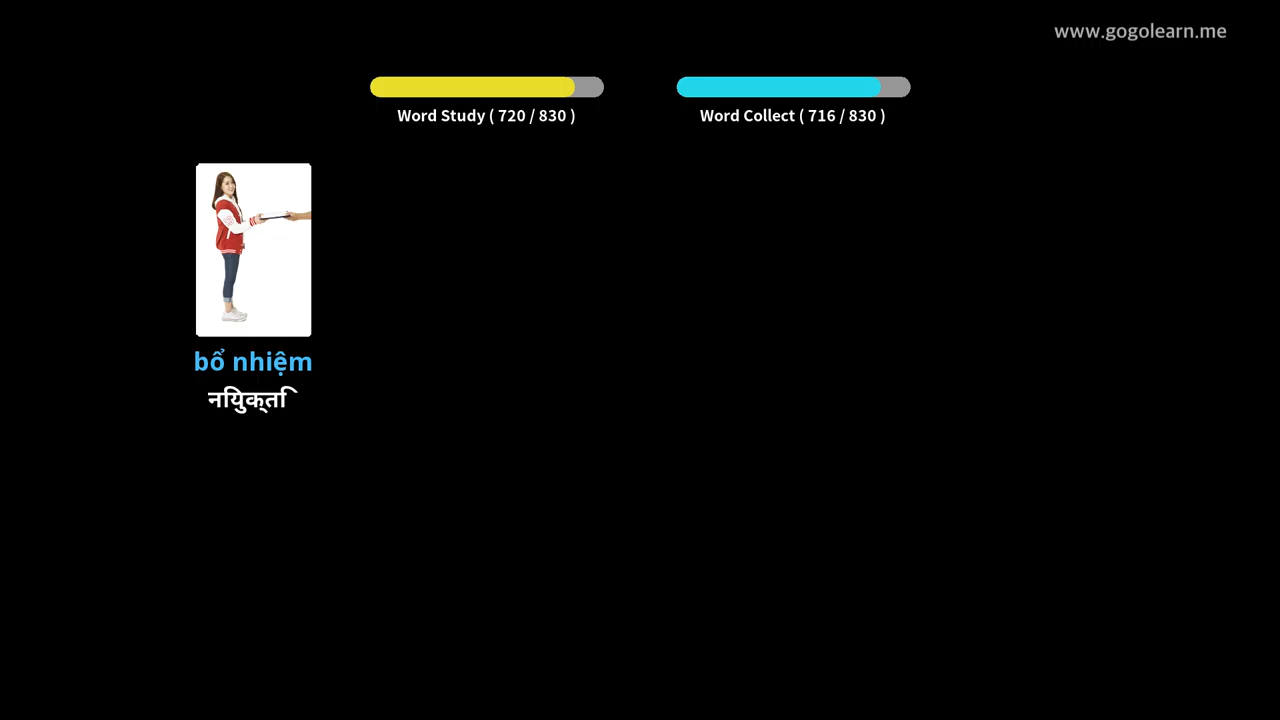 www.gogolearn.me
Word Study ( 720 / 830 )
Word Collect ( 716 / 830 )
bổ nhiệm
नियुक्ति